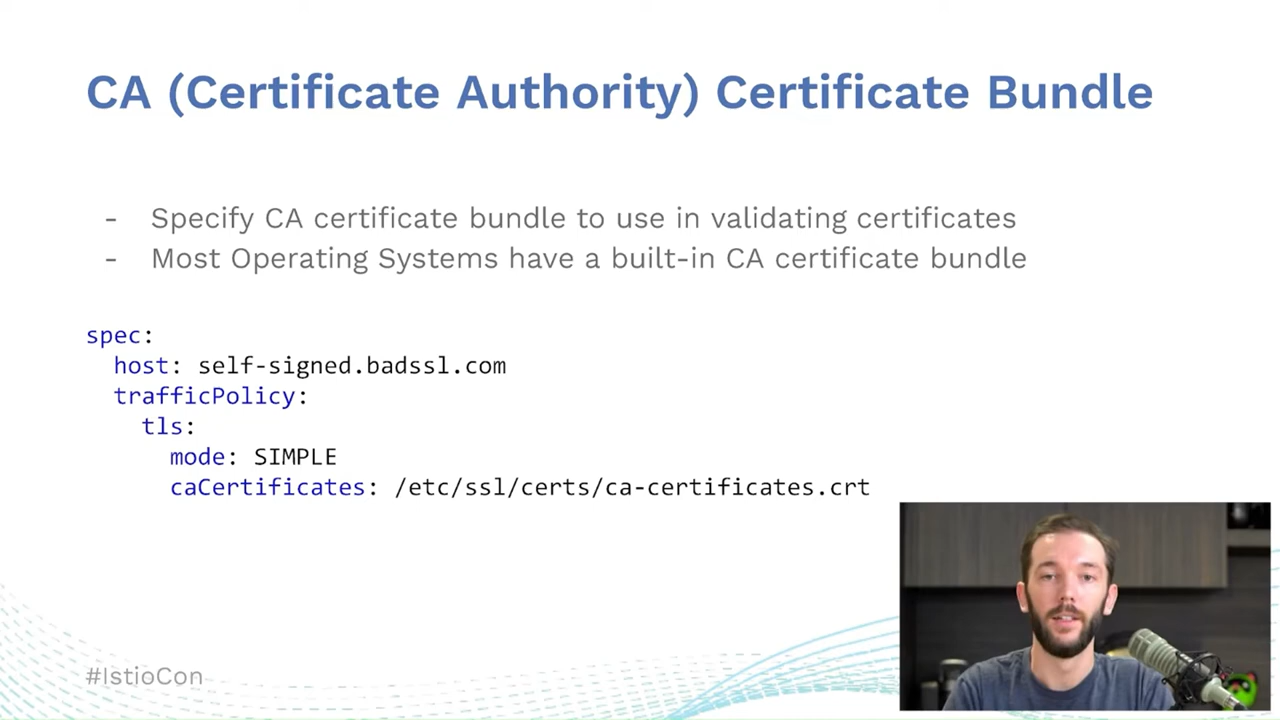 CA (Certificate Authority) Certificate Bundle
- Specify CA certificate bundle to use in validating certificates
- Most Operating Systems have a built-in CA certificate bundle
spec:
  host: self-signed.badssl.com
  trafficPolicy:
    tls:
      mode: SIMPLE
      caCertificates: /etc/ssl/certs/ca-certificates.crt
#IstioCon